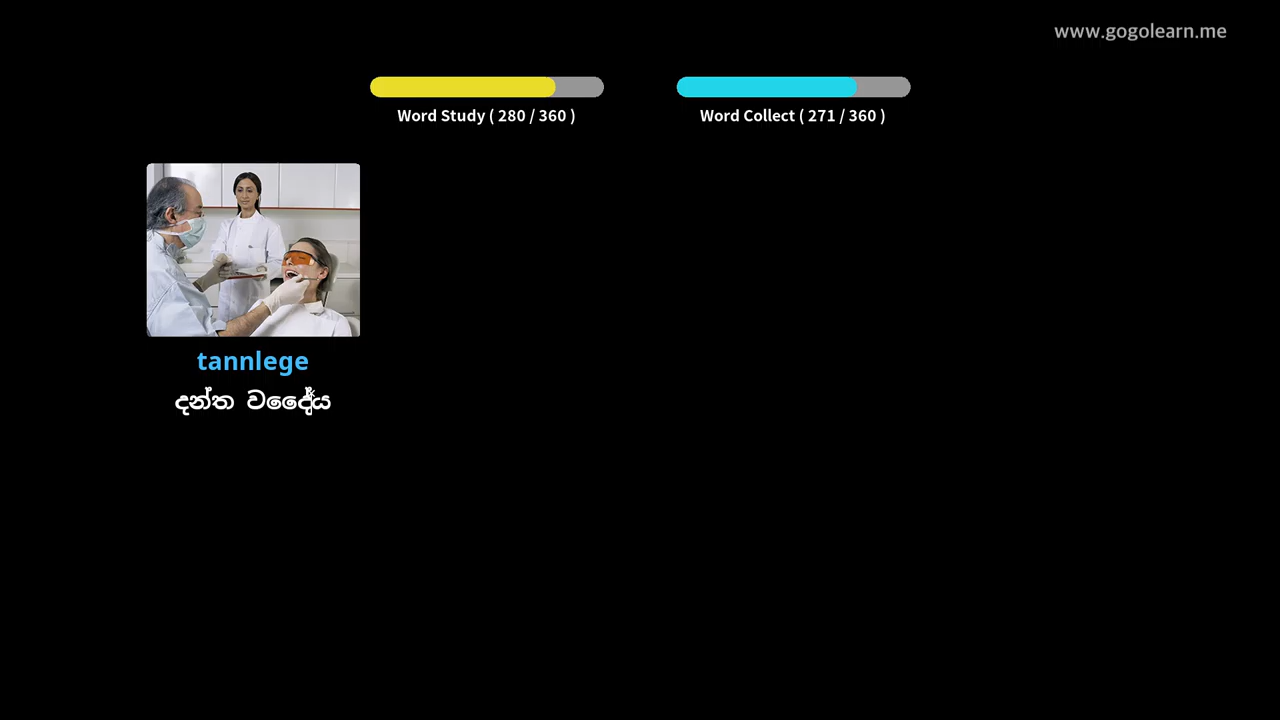 www.gogolearn.me
Word Study ( 280 / 360 )
Word Collect ( 271 / 360 )
tannlege
දන්ත වෛද්‍ය